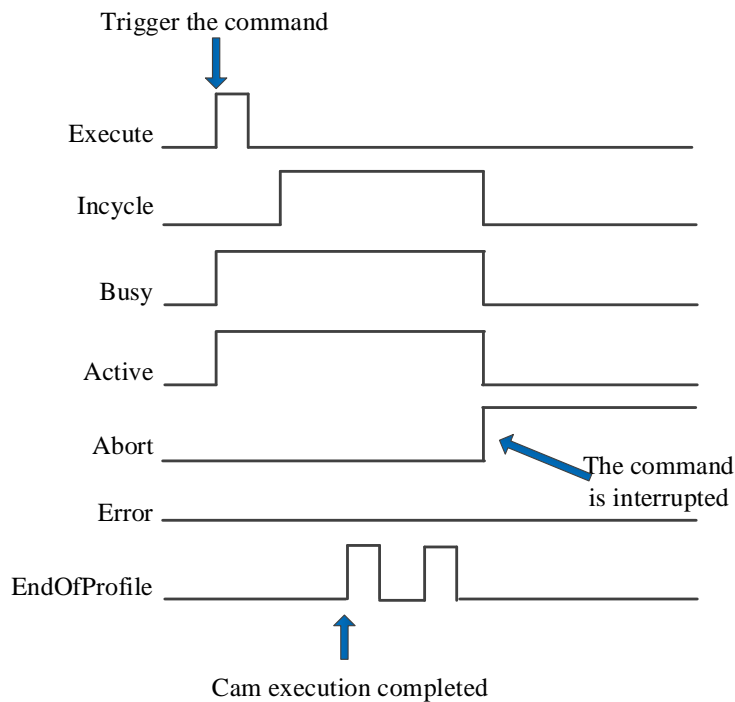 Trigger the command
Execute
Incycle
Busy
Active
Abort
The command
is interrupted
Error
EndOfProfile
Cam execution completed